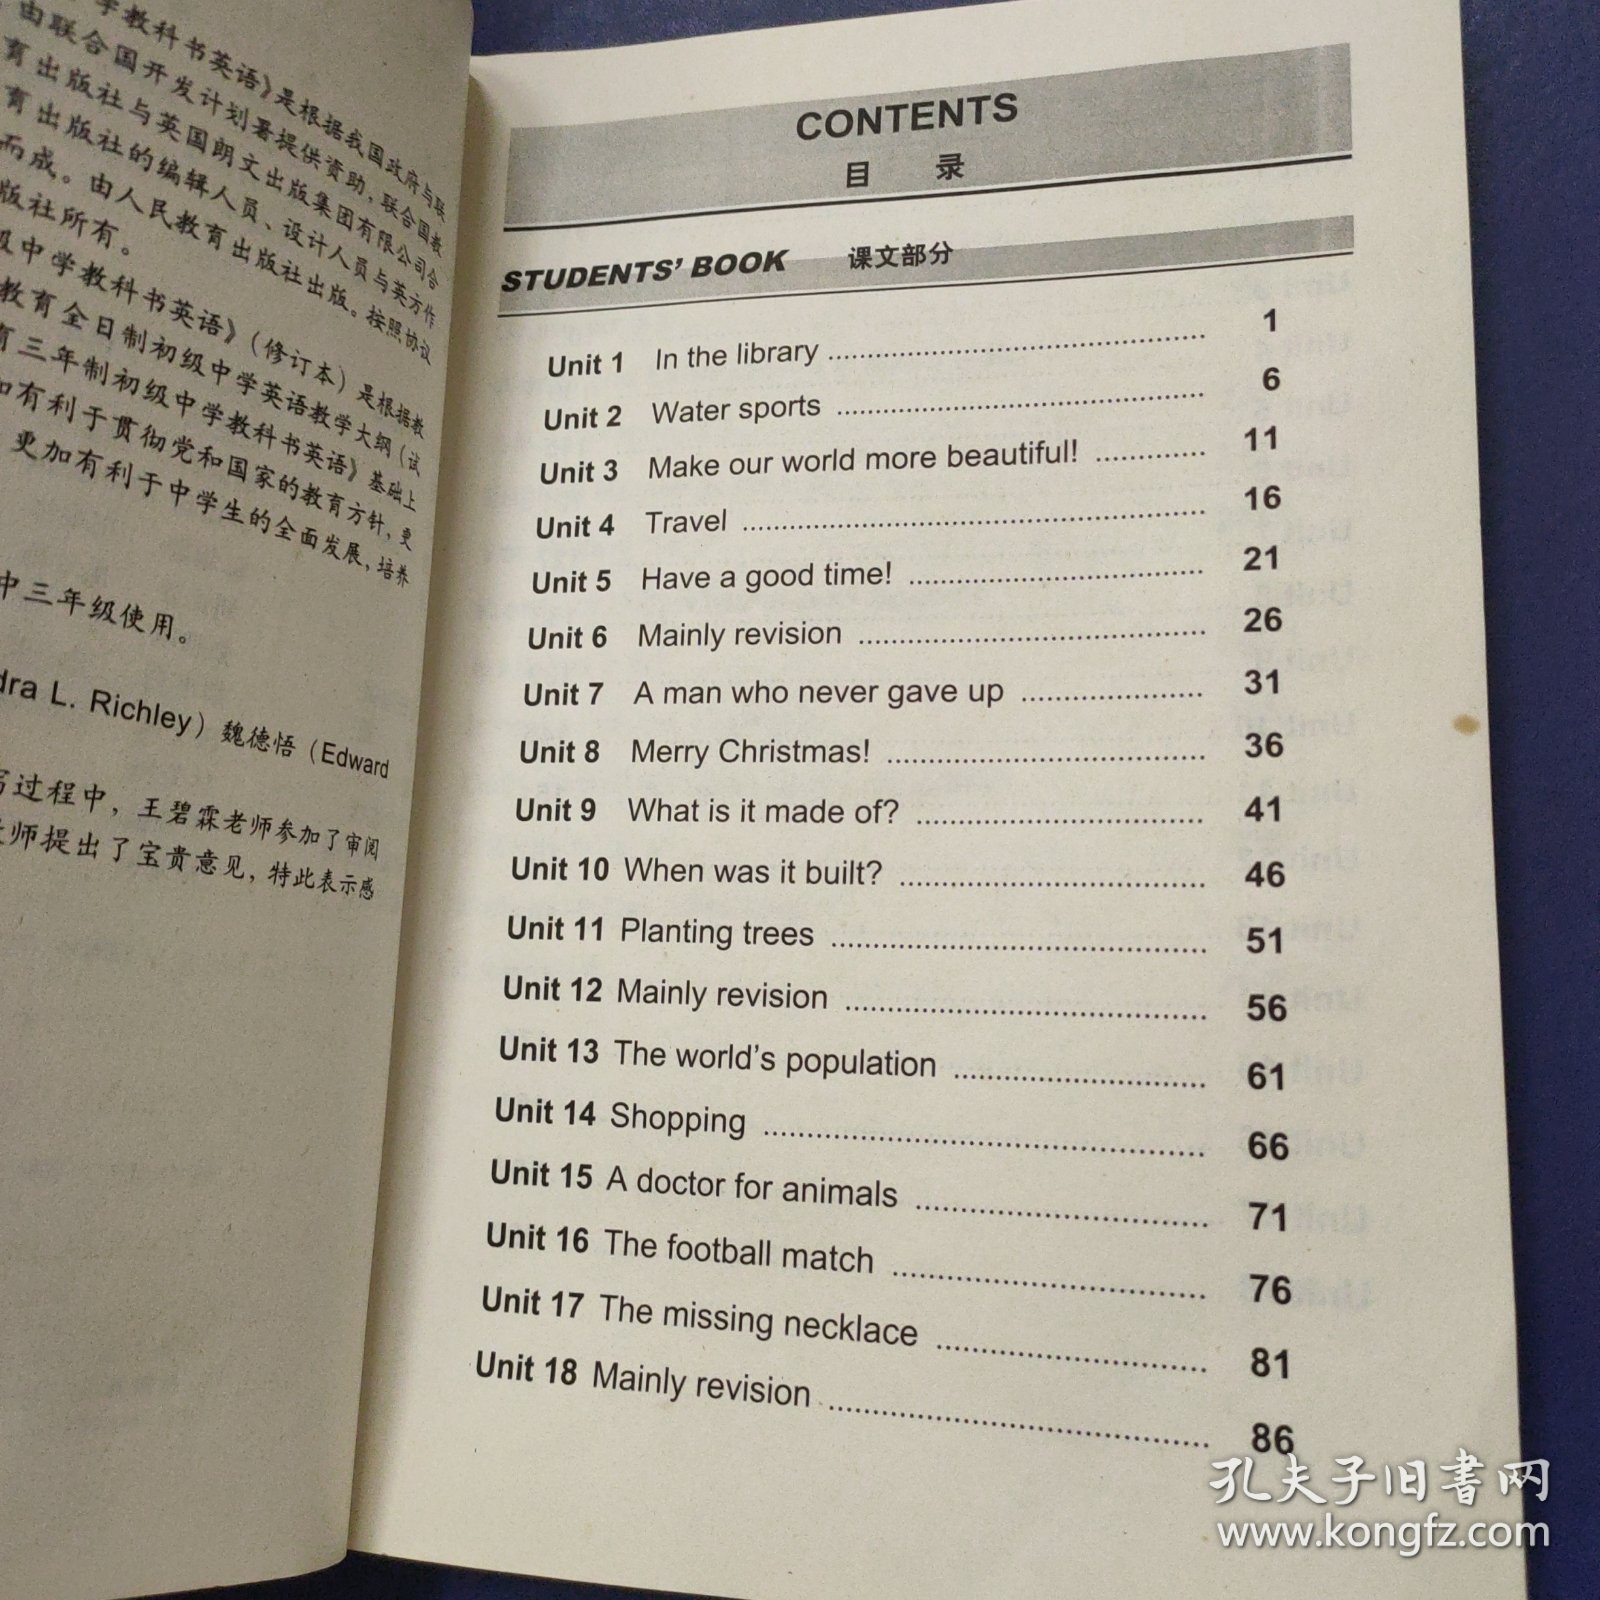 学教科书英语》是根据我国政府与联
由联合国开发计划署提供资助，联合国教
育出版社与英国朗文出版集团有限公司合
育出版社的编辑人员、设计人员与英方作
而成。由人民教育出版社出版。按照协议
版社所有。
级中学教科书英语》（修订本）是根据教
教育全日制初级中学英语教学大纲（试
育三年制初级中学教科书英语》基础上
加有利于贯彻党和国家的教育方针，更
更加有利于中学生的全面发展，培养
中三年级使用。
dra L. Richley）魏德悟（Edward
写过程中，王碧霖老师参加了审阅
老师提出了宝贵意见，特此表示感
CONTENTS
目 录
STUDENTS' BOOK 课文部分
Unit 1 In the library 1
Unit 2 Water sports 6
Unit 3 Make our world more beautiful! 11
Unit 4 Travel 16
Unit 5 Have a good time! 21
Unit 6 Mainly revision 26
Unit 7 A man who never gave up 31
Unit 8 Merry Christmas! 36
Unit 9 What is it made of? 41
Unit 10 When was it built? 46
Unit 11 Planting trees 51
Unit 12 Mainly revision 56
Unit 13 The world's population 61
Unit 14 Shopping 66
Unit 15 A doctor for animals 71
Unit 16 The football match 76
Unit 17 The missing necklace 81
Unit 18 Mainly revision 86
孔夫子旧书网
www.kongfz.com